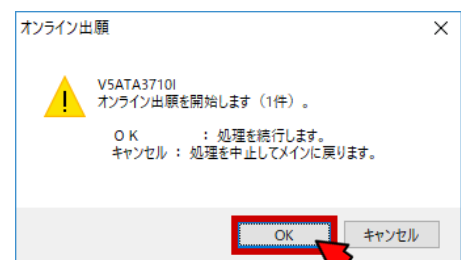 オンライン出願
V5ATA3710I
オンライン出願を開始します（1件）。
ＯＫ　　　　：処理を続行します。
キャンセル：処理を中止してメインに戻ります。
OK
キャンセル